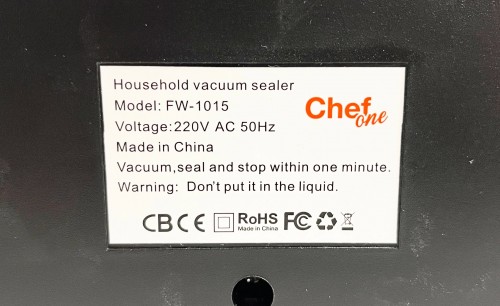 Household vacuum sealer
Model: FW-1015
Chef
one
Voltage:220V AC 50Hz
Made in China
Vacuum,seal and stop within one minute.
Warning: Don't put it in the liquid.
CB CE RoHS FC
Made in China